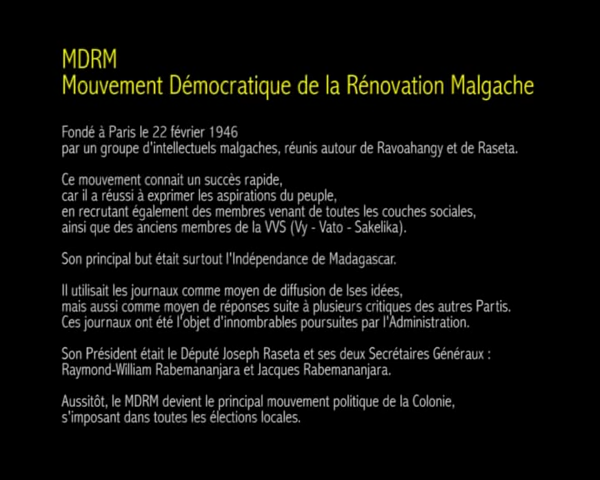 MDRM
Mouvement Démocratique de la Rénovation Malgache
Fondé à Paris le 22 février 1946
par un groupe d'intellectuels malgaches, réunis autour de Ravoahangy et de Raseta.
Ce mouvement connait un succès rapide,
car il a réussi à exprimer les aspirations du peuple,
en recrutant également des membres venant de toutes les couches sociales,
ainsi que des anciens membres de la VVS (Vy - Vato - Sakelika).
Son principal but était surtout l'Indépendance de Madagascar.
Il utilisait les journaux comme moyen de diffusion de lses idées,
mais aussi comme moyen de réponses suite à plusieurs critiques des autres Partis.
Ces journaux ont été l'objet d'innombrables poursuites par l'Administration.
Son Président était le Député Joseph Raseta et ses deux Secrétaires Généraux :
Raymond-William Rabemananjara et Jacques Rabemananjara.
Aussitôt, le MDRM devient le principal mouvement politique de la Colonie,
s'imposant dans toutes les élections locales.